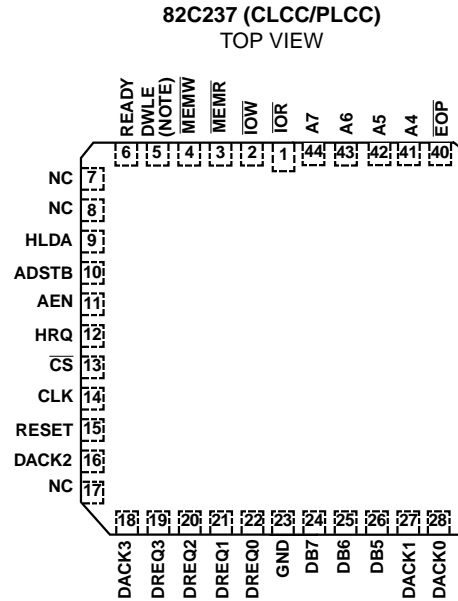 82C237 (CLCC/PLCC)
TOP VIEW
READY
DWLE
(NOTE)
MEMW
MEMR
IOW
IOR
A7
A6
A5
A4
EOP
6 5 4 3 2 1 44 43 42 41 40
NC 7
NC 8
HLDA 9
ADSTB 10
AEN 11
HRQ 12
CS 13
CLK 14
RESET 15
DACK2 16
NC 17
18 19 20 21 22 23 24 25 26 27 28
DACK3
DREQ3
DREQ2
DREQ1
DREQ0
GND
DB7
DB6
DB5
DACK1
DACK0